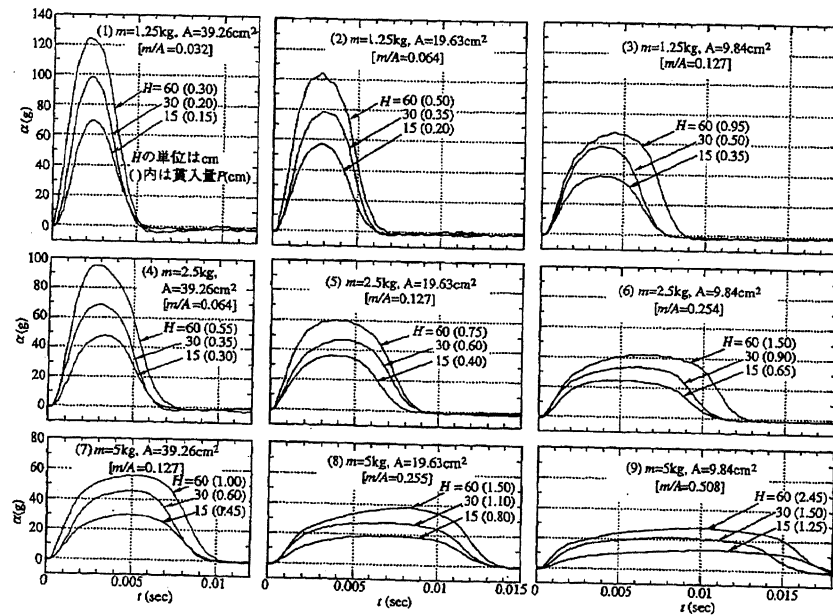 140
120
100
80
60
40
20
0
α(g)
(1) m=1.25kg, A=39.26cm²
[m/A=0.032]
H=60 (0.30)
30 (0.20)
15 (0.15)
Hの単位はcm
( )内は貫入量P(cm)
(2) m=1.25kg, A=19.63cm²
[m/A=0.064]
H=60 (0.50)
30 (0.35)
15 (0.20)
(3) m=1.25kg, A=9.84cm²
[m/A=0.127]
H=60 (0.95)
30 (0.50)
15 (0.35)
100
80
60
40
20
0
α(g)
(4) m=2.5kg,
A=39.26cm²
[m/A=0.064]
H=60 (0.55)
30 (0.35)
15 (0.30)
(5) m=2.5kg, A=19.63cm²
[m/A=0.127]
H=60 (0.75)
30 (0.60)
15 (0.40)
(6) m=2.5kg, A=9.84cm²
[m/A=0.254]
H=60 (1.50)
30 (0.90)
15 (0.65)
80
60
40
20
0
α(g)
(7) m=5kg, A=39.26cm²
[m/A=0.127]
H=60 (1.00)
30 (0.60)
15 (0.45)
(8) m=5kg, A=19.63cm²
[m/A=0.255]
H=60 (1.50)
30 (1.10)
15 (0.80)
(9) m=5kg, A=9.84cm²
[m/A=0.508]
H=60 (2.45)
30 (1.50)
15 (1.25)
0 0.005 0.01
t (sec)
0 0.005 0.01 0.015
t (sec)
0 0.005 0.01 0.015
t (sec)